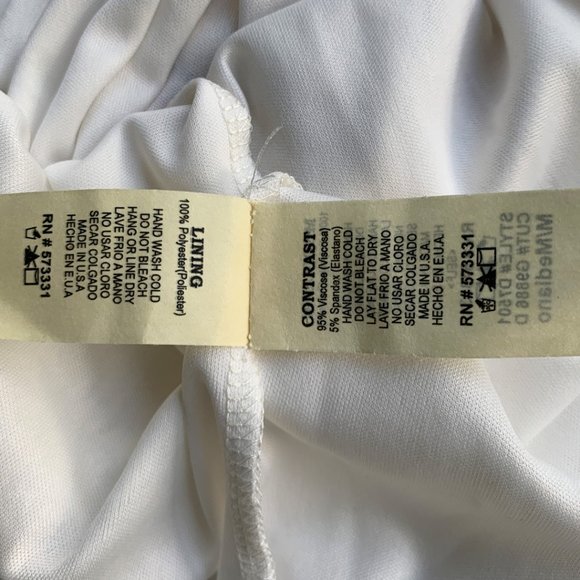 LINING
100% Polyester(Poliester)
HAND WASH COLD
DO NOT BLEACH
HANG OR LINE DRY
LAVE FRIO A MANO
NO USAR CLORO
SECAR COLGADO
MADE IN U.S.A
HECHO EN E.U.A
RN # 573331
CONTRAST
95% Viscose (Viscosa)
5% Spandex (Elastano)
HAND WASH COLD
DO NOT BLEACH
LAY FLAT TO DRY
LAVE FRIO A MANO
NO USAR CLORO
SECAR COLGADO
MADE IN U.S.A.
HECHO EN E.U.A.
RN # 573331
STYLE# D17501
M/Mediano